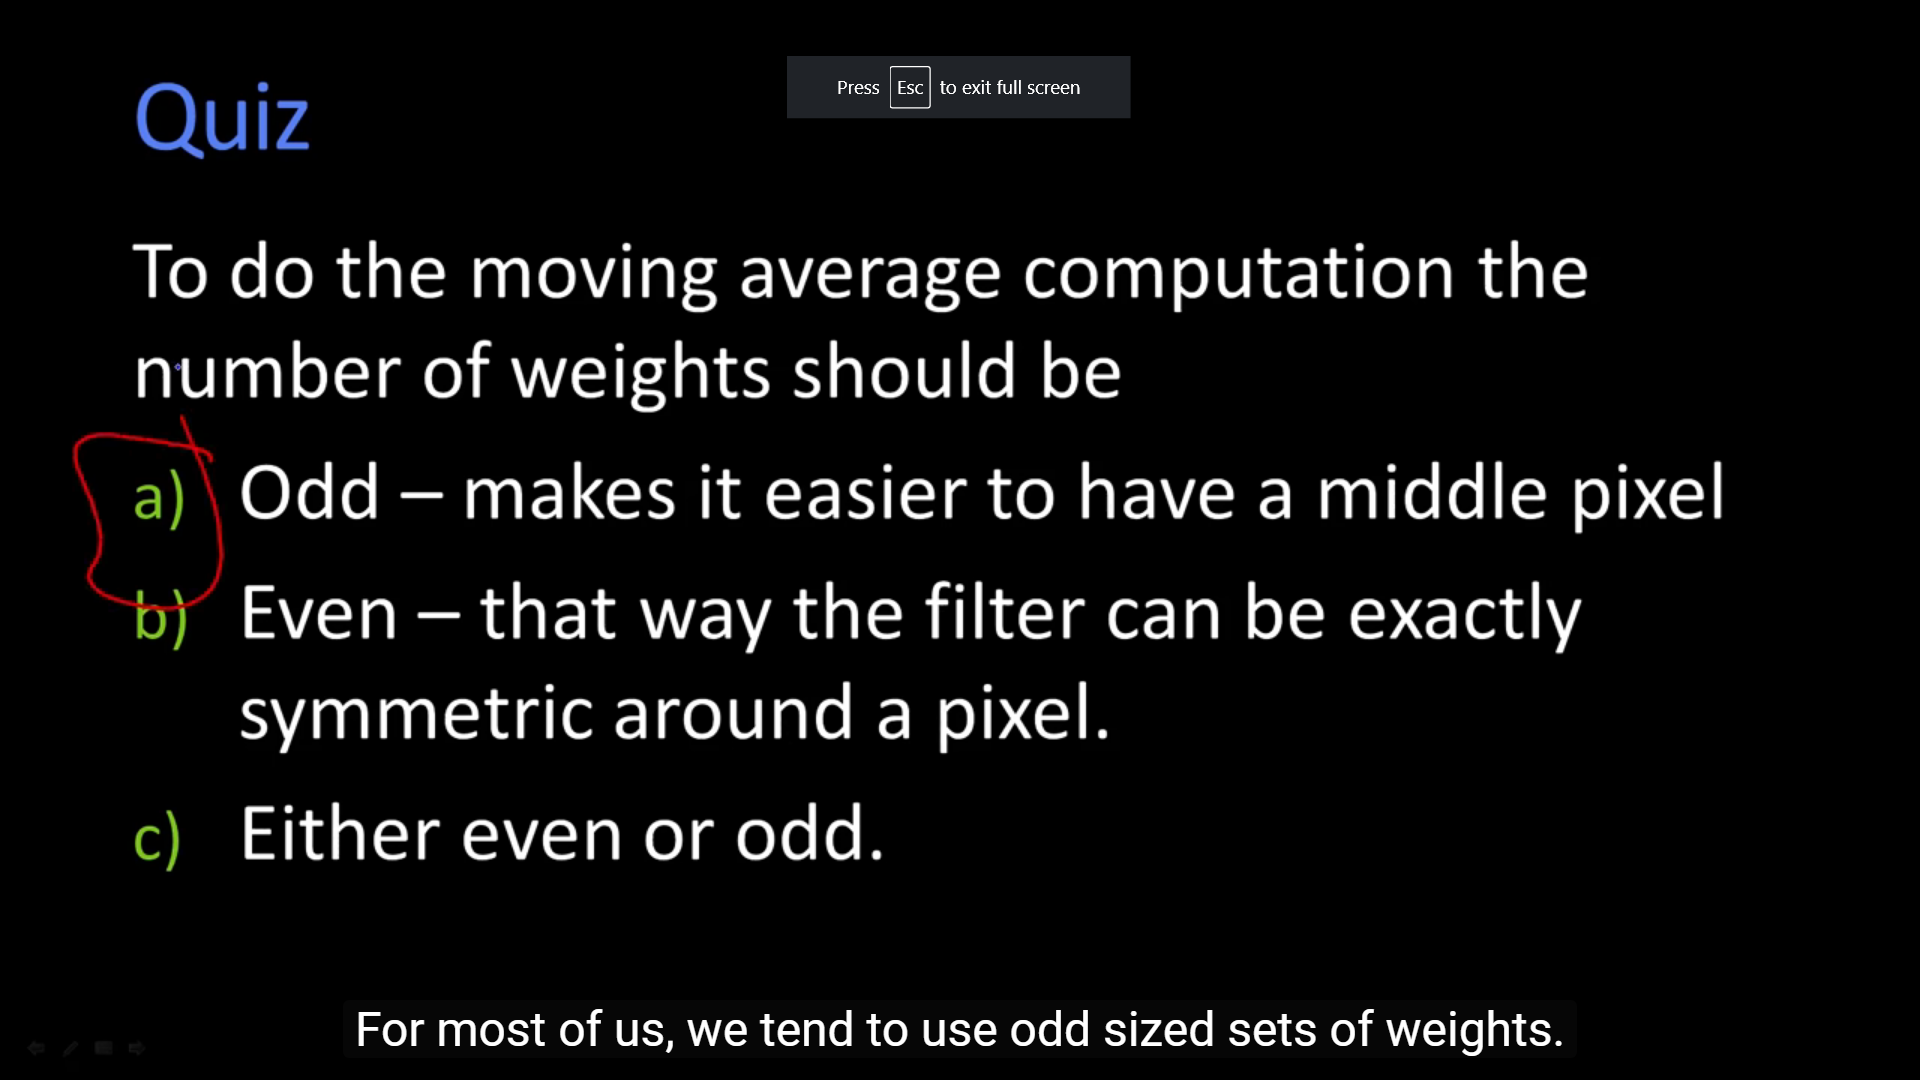 Press Esc to exit full screen
Quiz
To do the moving average computation the
number of weights should be
a) Odd – makes it easier to have a middle pixel
b) Even – that way the filter can be exactly
symmetric around a pixel.
c) Either even or odd.
For most of us, we tend to use odd sized sets of weights.